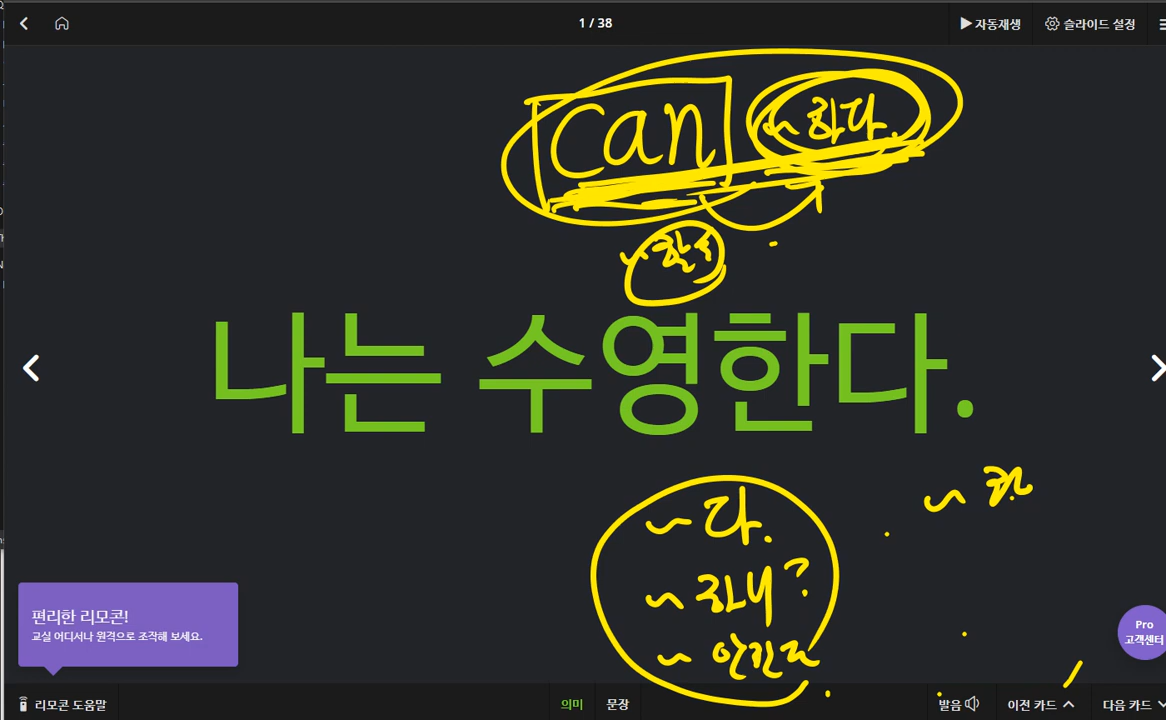 1 / 38
자동재생
슬라이드 설정
can ~하다.
나는 수영한다.
~다.
~하니?
편리한 리모콘!
교실 어디서나 원격으로 조작해 보세요.
Pro
고객센터
리모콘 도움말
의미
문장
발음
이전 카드
다음 카드